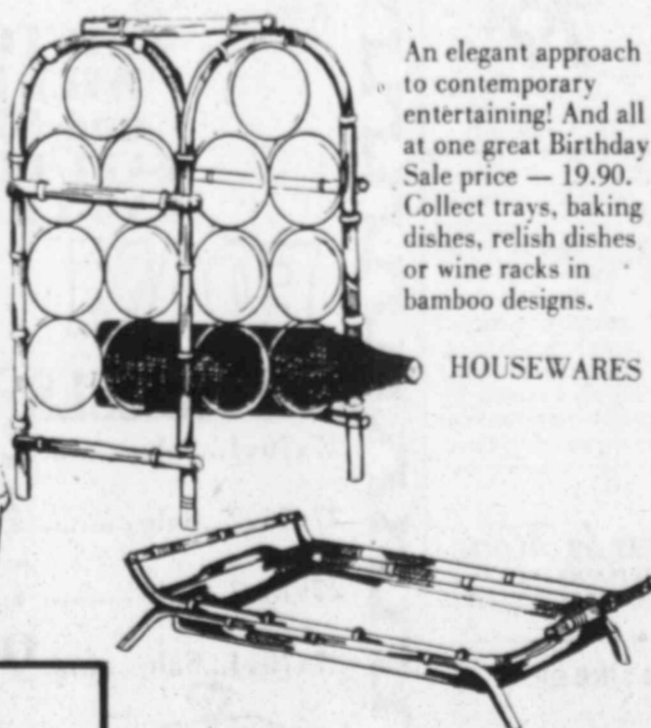 An elegant approach
to contemporary
entertaining! And all
at one great Birthday
Sale price — 19.90.
Collect trays, baking
dishes, relish dishes
or wine racks in
bamboo designs.
HOUSEWARES